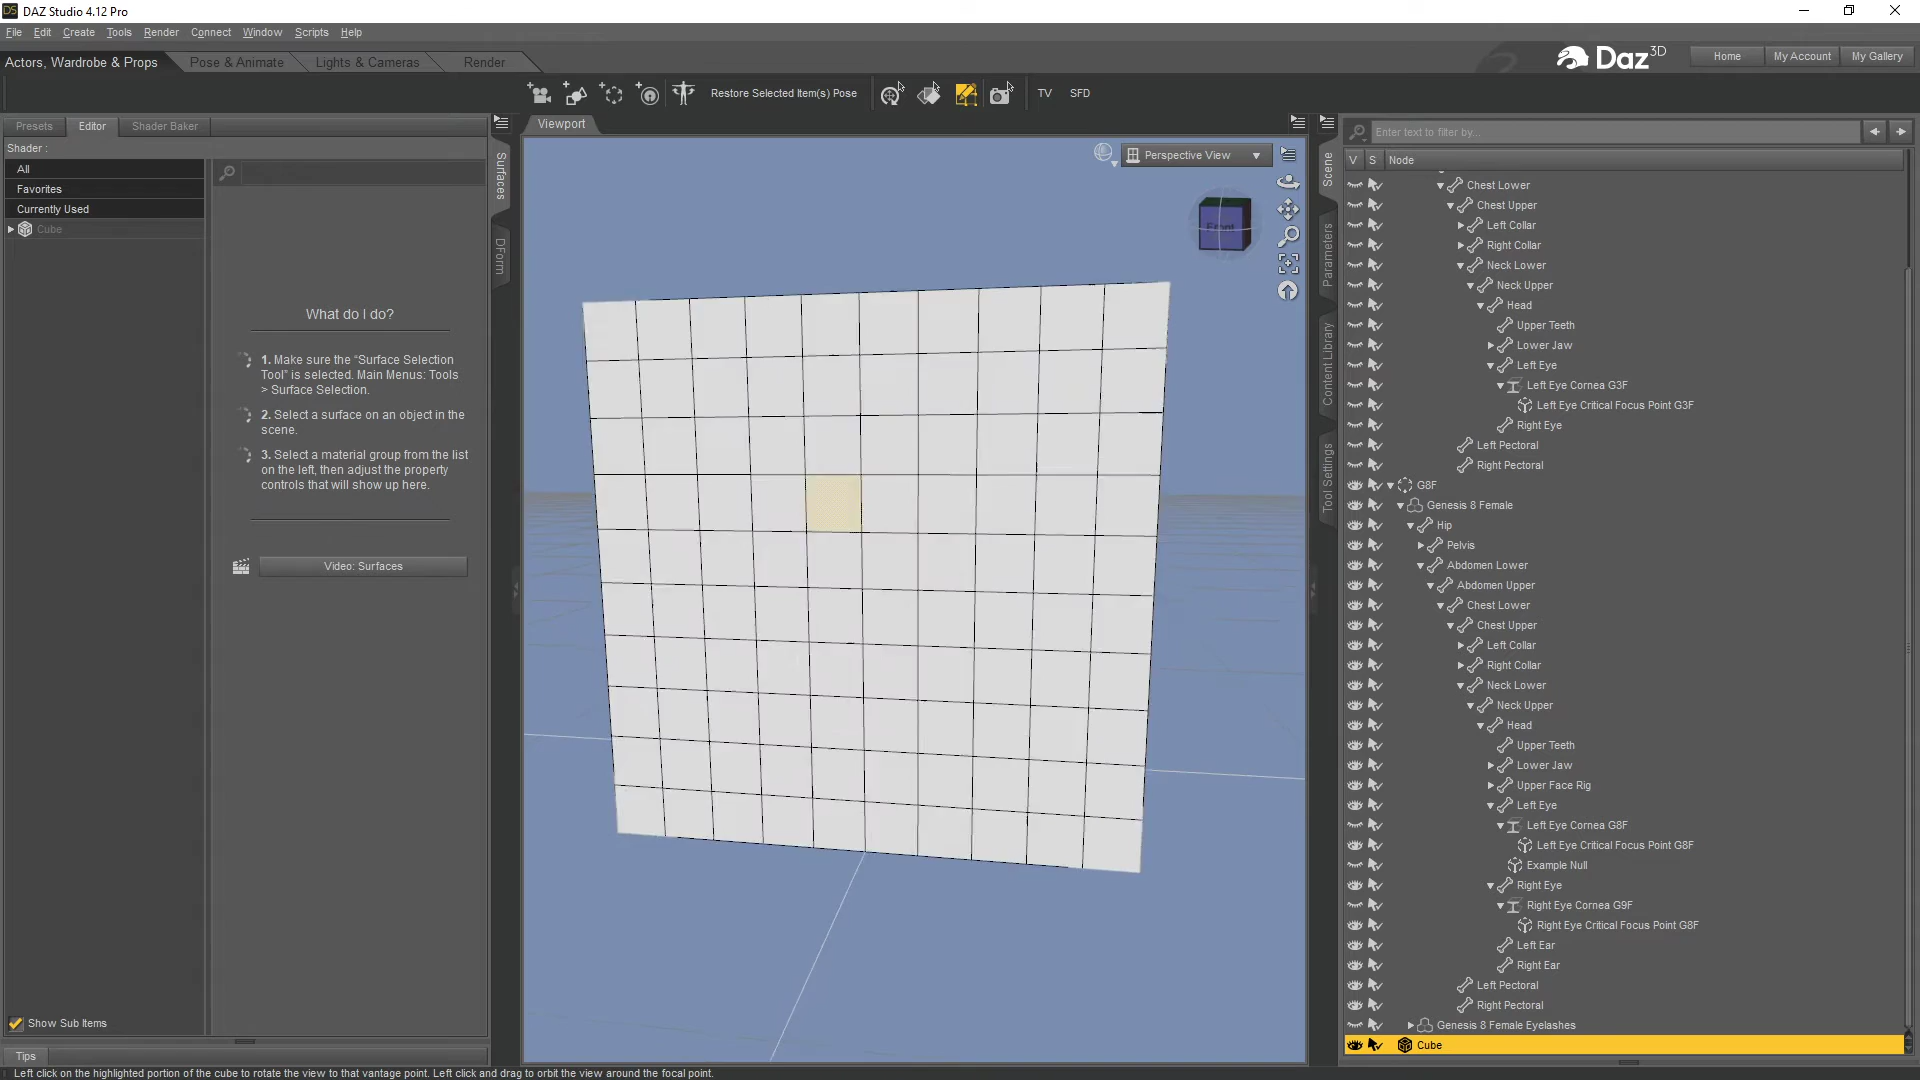 DAZ Studio 4.12 Pro
File Edit Create Tools Render Connect Window Scripts Help
Actors, Wardrobe & Props Pose & Animate Lights & Cameras Render
Daz 3D Home My Account My Gallery
Restore Selected Item(s) Pose TV SFD
Presets Editor Shader Baker
Viewport
Enter text to filter by...
Shader :
All
Favorites
Currently Used
Cube
What do I do?
1. Make sure the “Surface Selection
Tool” is selected. Main Menus: Tools
> Surface Selection.
2. Select a surface on an object in the
scene.
3. Select a material group from the list
on the left, then adjust the property
controls that will show up here.
Video: Surfaces
Show Sub Items
Tips
Surfaces
DForm
Perspective View
Front
Scene
Parameters
Content Library
Tool Settings
V S Node
Chest Lower
Chest Upper
Left Collar
Right Collar
Neck Lower
Neck Upper
Head
Upper Teeth
Lower Jaw
Left Eye
Left Eye Cornea G3F
Left Eye Critical Focus Point G3F
Right Eye
Left Pectoral
Right Pectoral
G8F
Genesis 8 Female
Hip
Pelvis
Abdomen Lower
Abdomen Upper
Chest Lower
Chest Upper
Left Collar
Right Collar
Neck Lower
Neck Upper
Head
Upper Teeth
Lower Jaw
Upper Face Rig
Left Eye
Left Eye Cornea G8F
Left Eye Critical Focus Point G8F
Example Null
Right Eye
Right Eye Cornea G9F
Right Eye Critical Focus Point G8F
Left Ear
Right Ear
Left Pectoral
Right Pectoral
Genesis 8 Female Eyelashes
Cube
Left click on the highlighted portion of the cube to rotate the view to that vantage point. Left click and drag to orbit the view around the focal point.